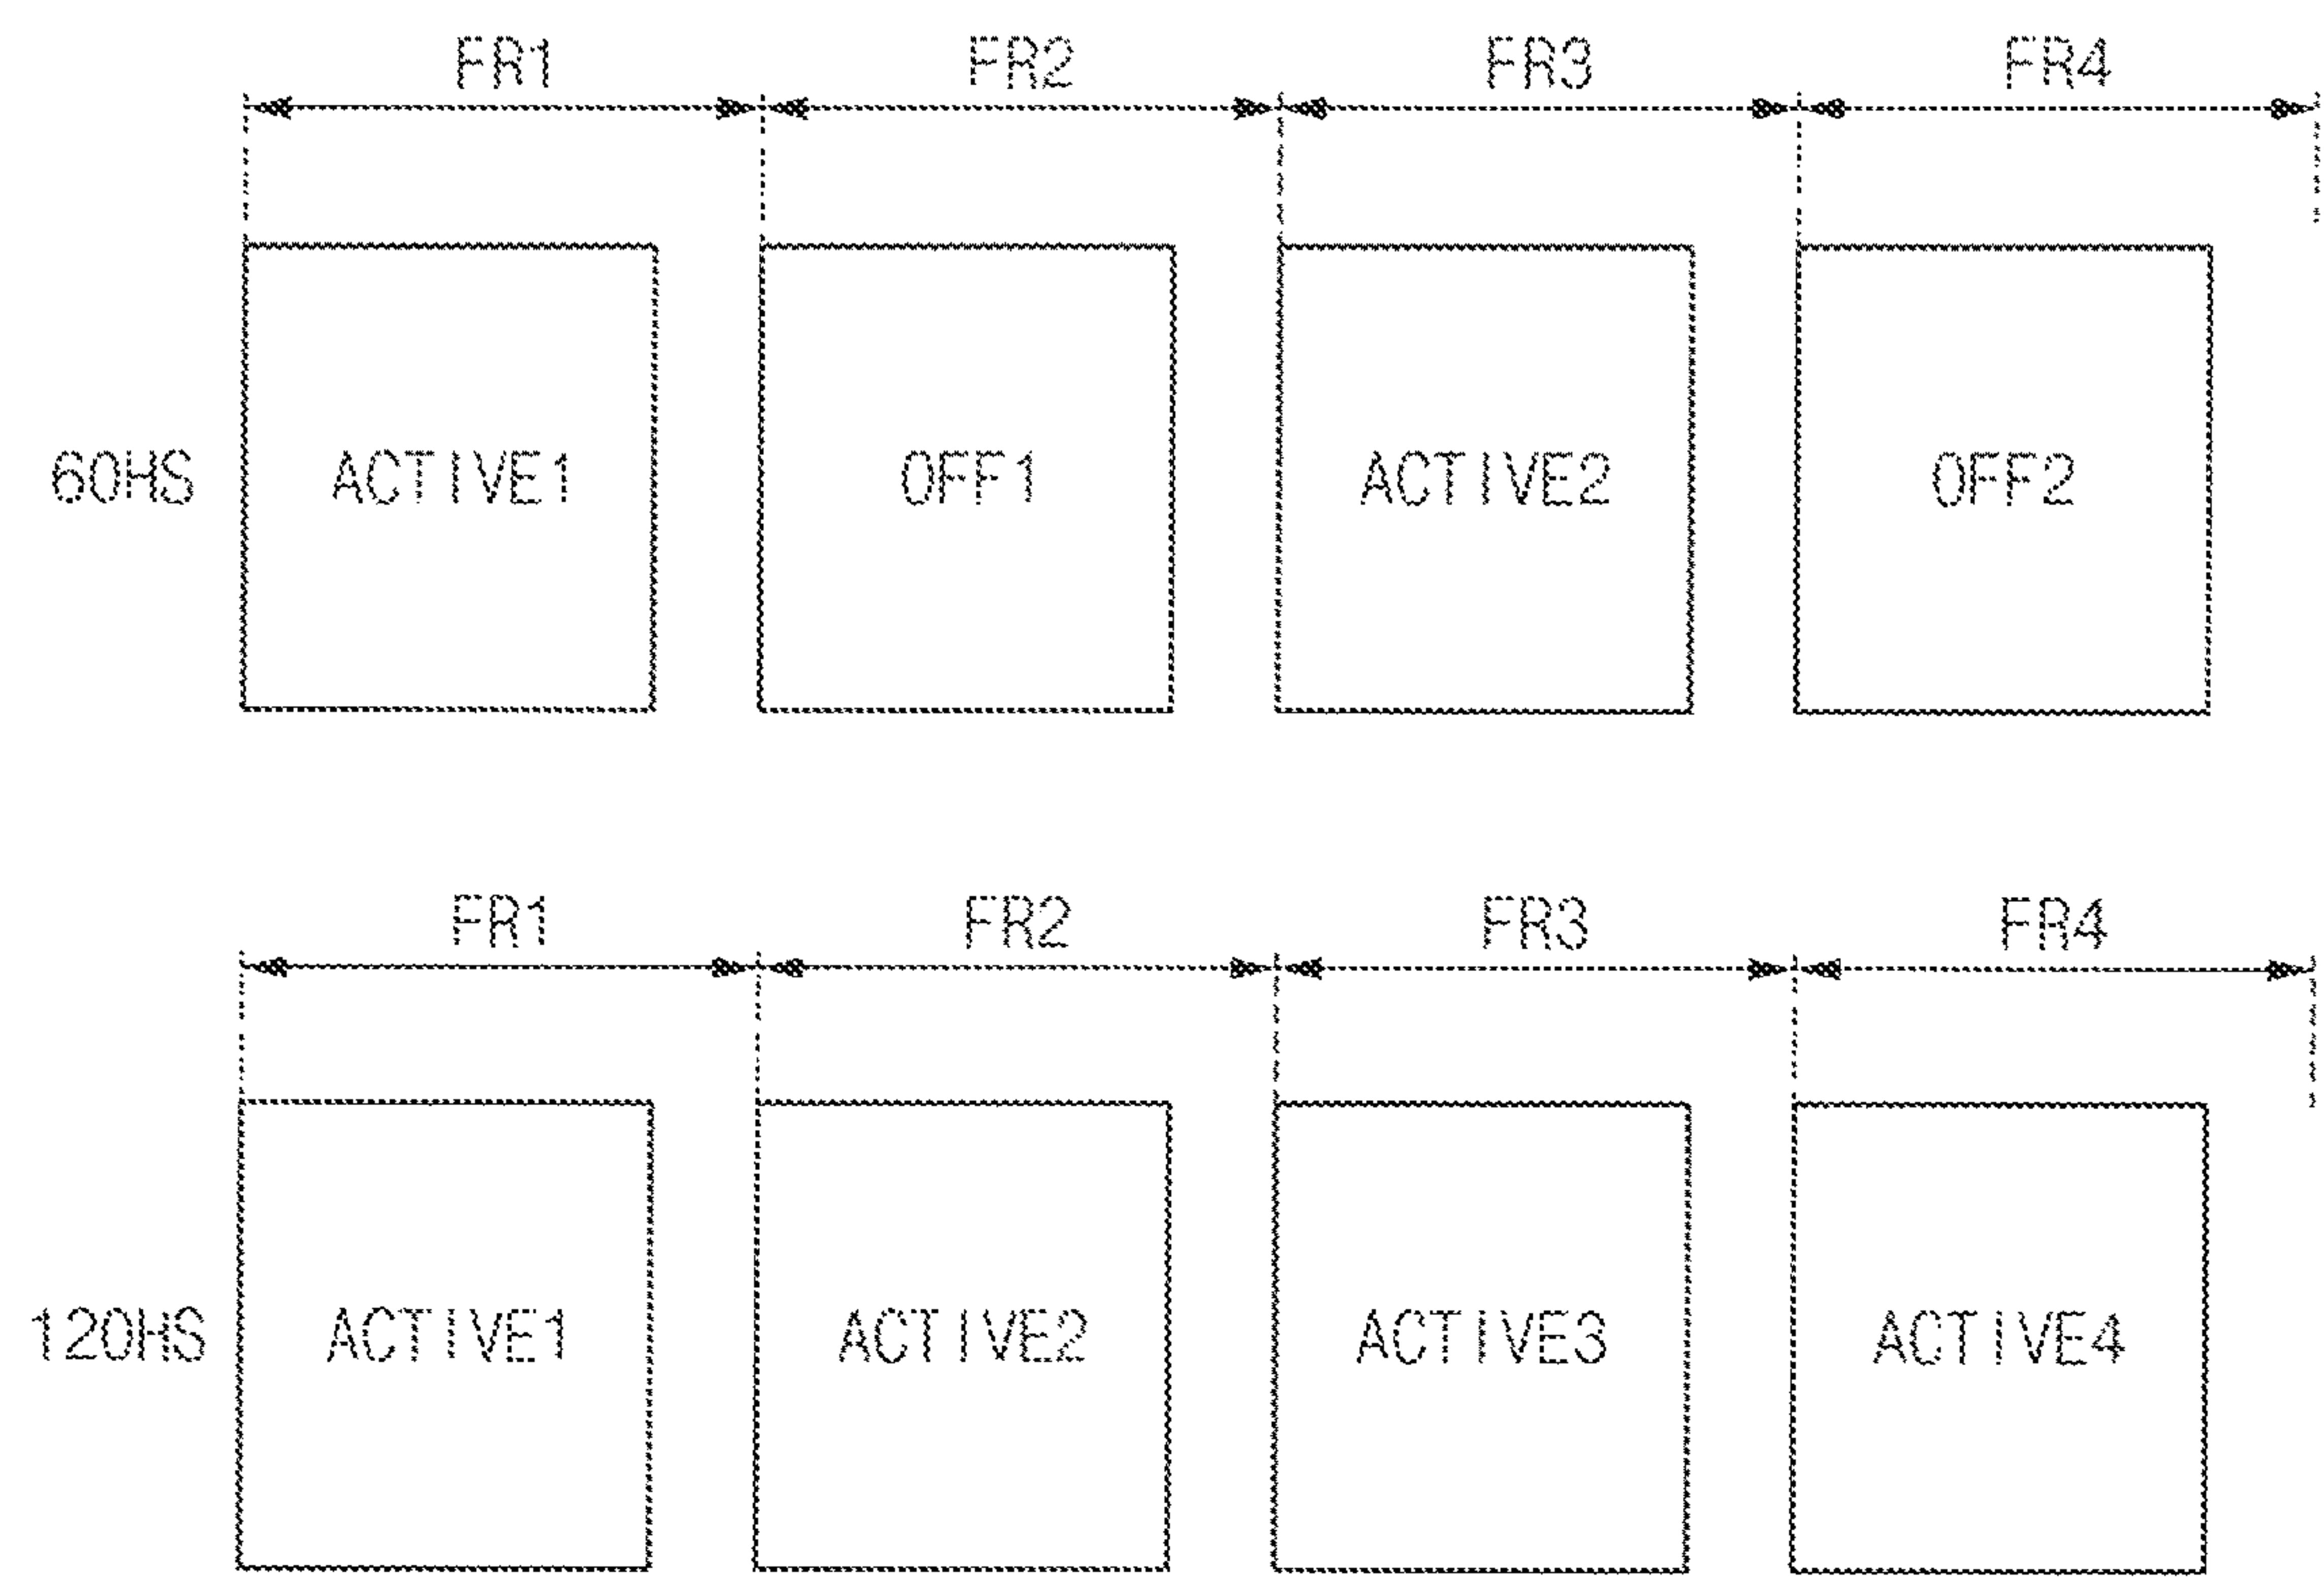 FR1 FR2 FR3 FR4
60HS ACTIVE1 OFF1 ACTIVE2 OFF2
FR1 FR2 FR3 FR4
120HS ACTIVE1 ACTIVE2 ACTIVE3 ACTIVE4